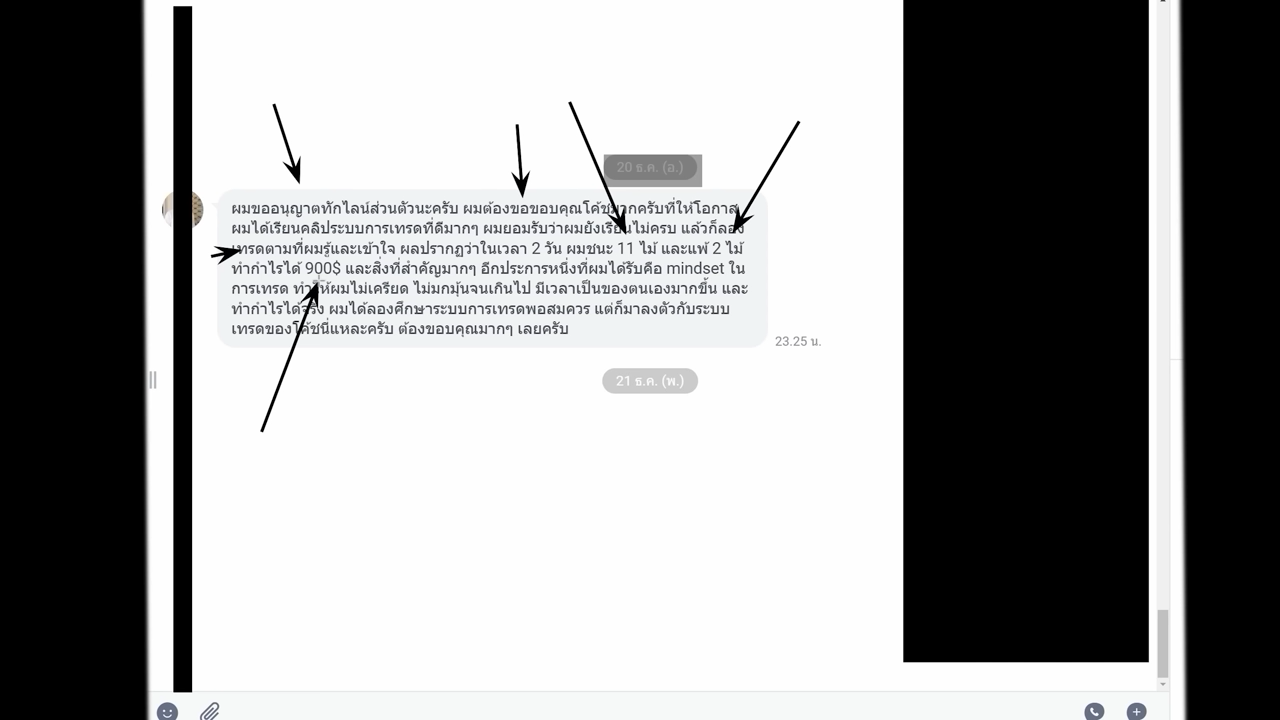 20 ธ.ค. (อ.)
ผมขออนุญาตทักไลน์ส่วนตัวนะครับ ผมต้องขอขอบคุณโค้ชมากครับที่ให้โอกาส
ผมได้เรียนคลิประบบการเทรดที่ดีมากๆ ผมยอมรับว่าผมยังเรียนไม่ครบ แล้วก็ลอง
เทรดตามที่ผมรู้และเข้าใจ ผลปรากฏว่าในเวลา 2 วัน ผมชนะ 11 ไม้ และแพ้ 2 ไม้
ทำกำไรได้ 900$ และสิ่งที่สำคัญมากๆ อีกประการหนึ่งที่ผมได้รับคือ mindset ใน
การเทรด ทำให้ผมไม่เครียด ไม่มกมุ้นจนเกินไป มีเวลาเป็นของตนเองมากขึ้น และ
ทำกำไรได้จริง ผมได้ลองศึกษาระบบการเทรดพอสมควร แต่ก็มาลงตัวกับระบบ
เทรดของโค้ชนี่แหละครับ ต้องขอบคุณมากๆ เลยครับ
23.25 น.
21 ธ.ค. (พ.)